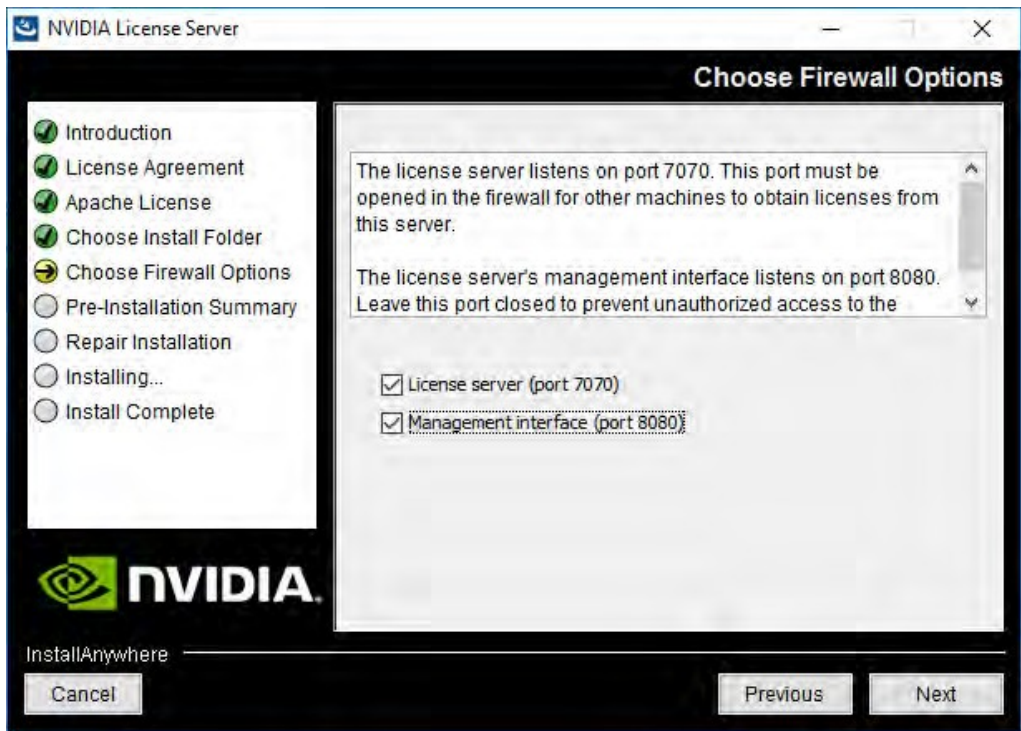 NVIDIA License Server
Choose Firewall Options
Introduction
License Agreement
Apache License
Choose Install Folder
Choose Firewall Options
Pre-Installation Summary
Repair Installation
Installing...
Install Complete
The license server listens on port 7070. This port must be
opened in the firewall for other machines to obtain licenses from
this server.
The license server's management interface listens on port 8080.
Leave this port closed to prevent unauthorized access to the
License server (port 7070)
Management interface (port 8080)
NVIDIA.
InstallAnywhere
Cancel
Previous
Next